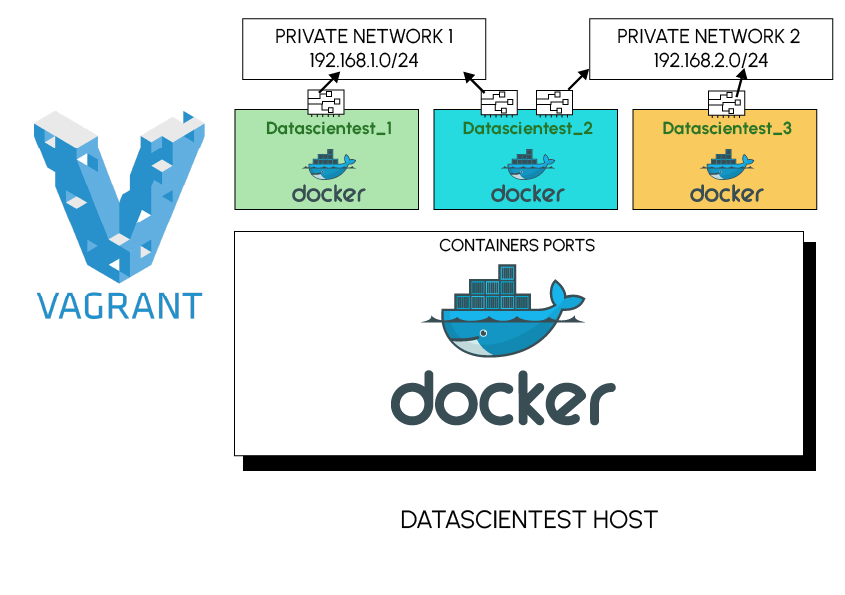 PRIVATE NETWORK 1
192.168.1.0/24
PRIVATE NETWORK 2
192.168.2.0/24
Datascientest_1
docker
Datascientest_2
docker
Datascientest_3
docker
VAGRANT
CONTAINERS PORTS
docker
DATASCIENTEST HOST